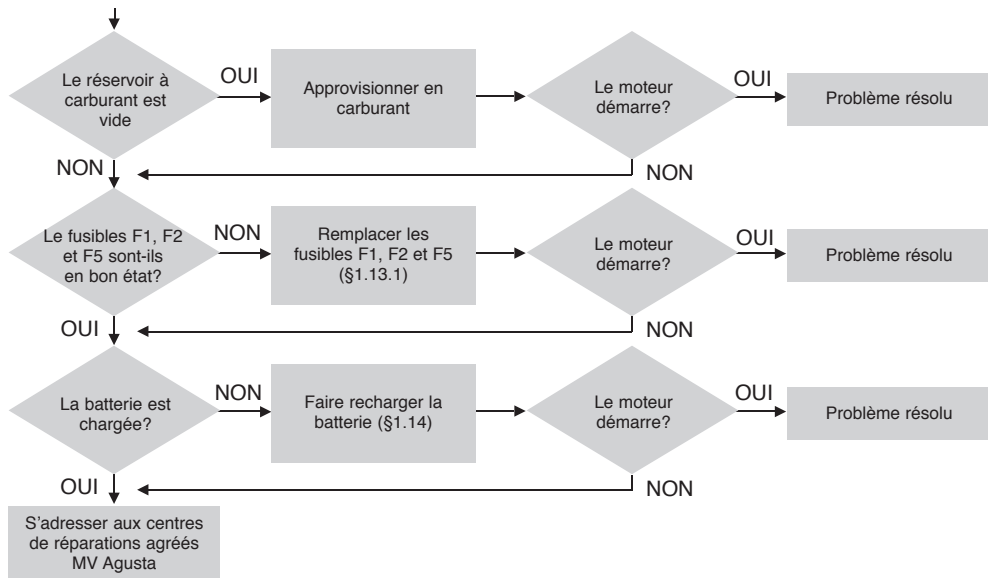 Le réservoir à
carburant est
vide
OUI
Approvisionner en
carburant
Le moteur
démarre?
OUI
Problème résolu
NON
NON
Le fusibles F1, F2
et F5 sont-ils
en bon état?
NON
Remplacer les
fusibles F1, F2 et F5
(§1.13.1)
Le moteur
démarre?
OUI
Problème résolu
OUI
NON
La batterie est
chargée?
NON
Faire recharger la
batterie (§1.14)
Le moteur
démarre?
OUI
Problème résolu
OUI
NON
S'adresser aux centres
de réparations agréés
MV Agusta